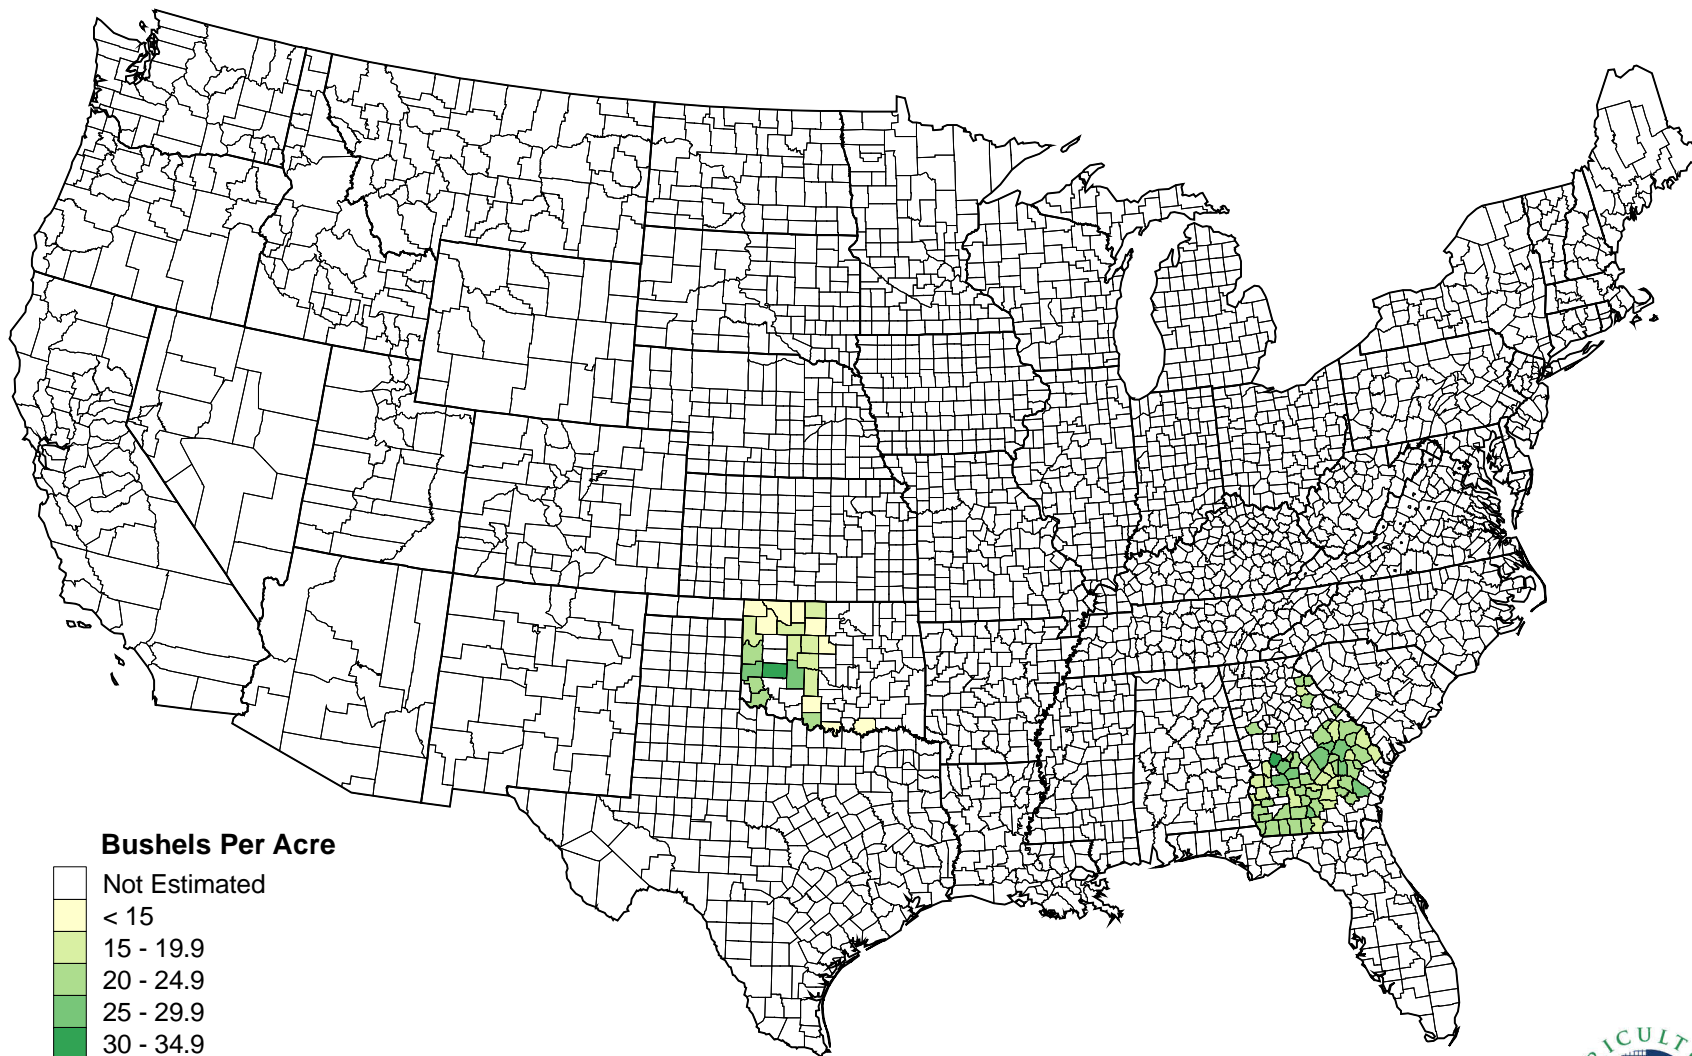 Bushels Per Acre
Not Estimated
< 15
15 - 19.9
20 - 24.9
25 - 29.9
30 - 34.9